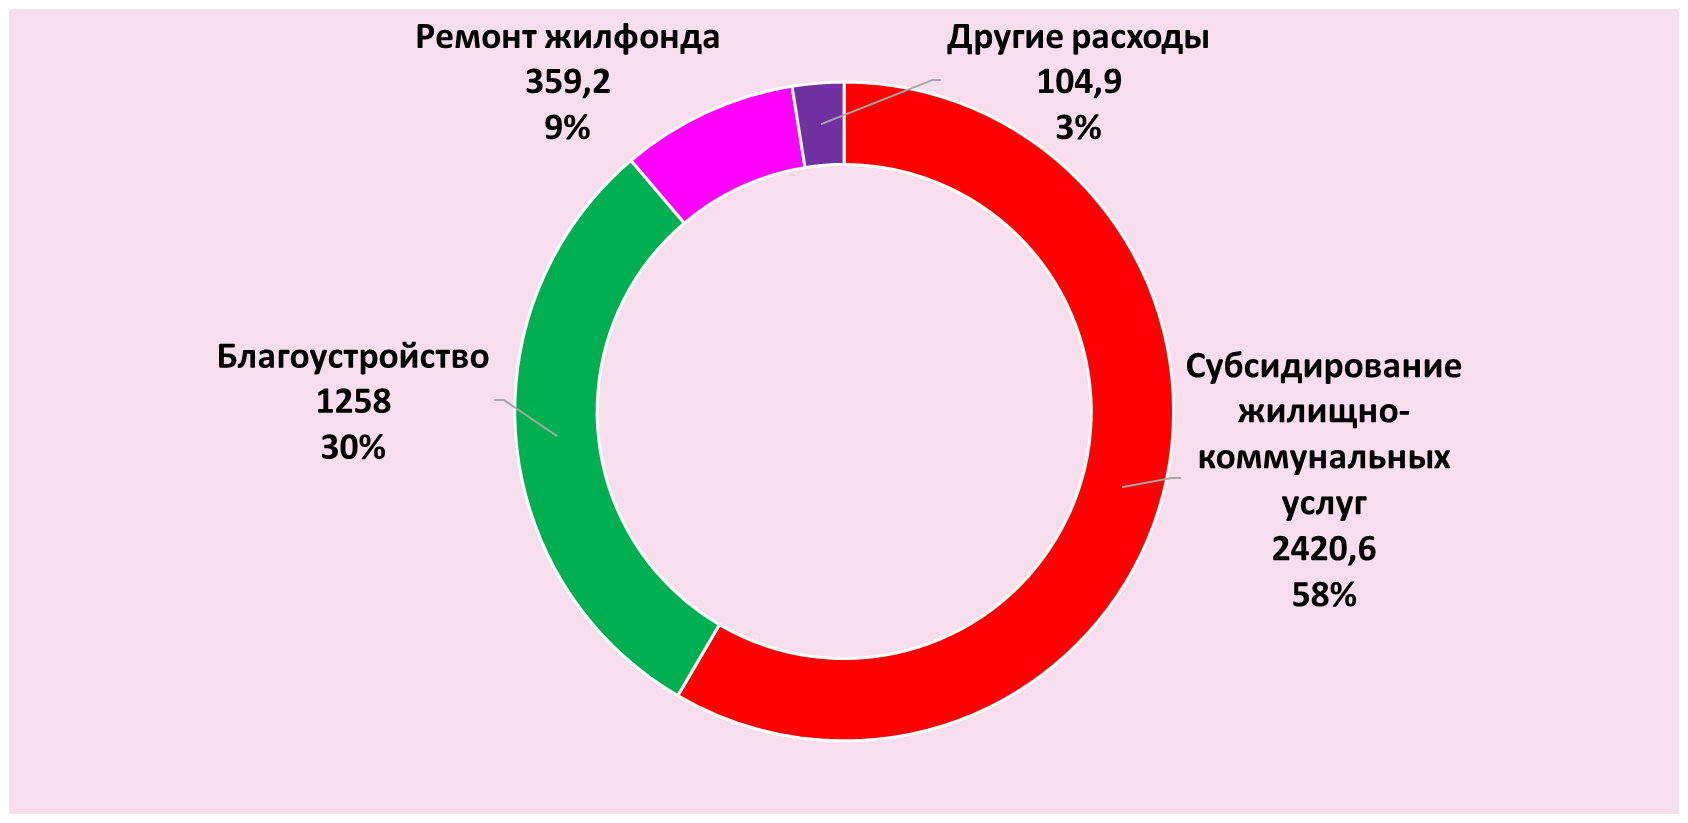 Ремонт жилфонда
359,2
9%
Другие расходы
104,9
3%
Благоустройство
1258
30%
Субсидирование
жилищно-
коммунальных
услуг
2420,6
58%